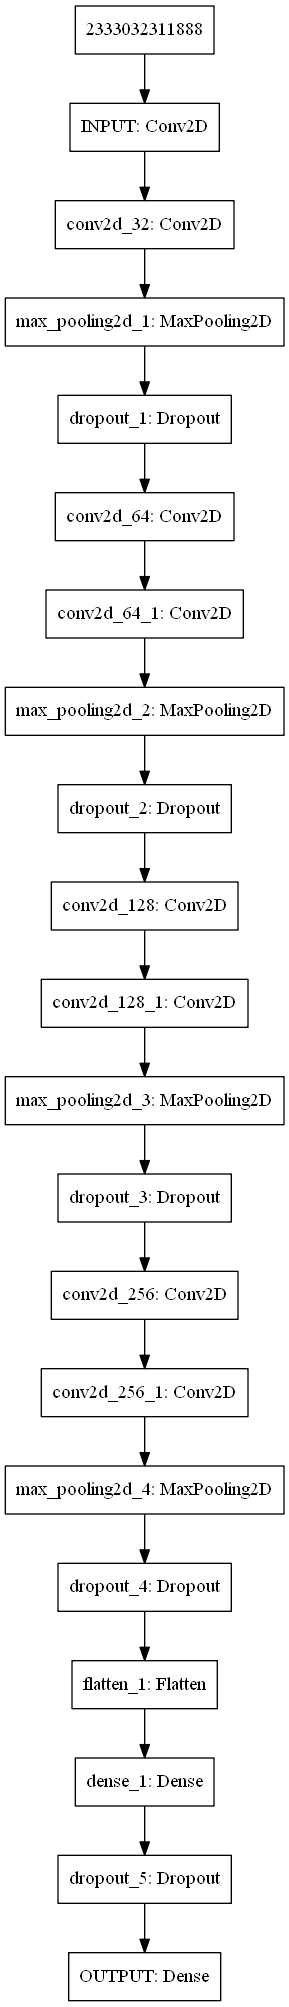 2333032311888
INPUT: Conv2D
conv2d_32: Conv2D
max_pooling2d_1: MaxPooling2D
dropout_1: Dropout
conv2d_64: Conv2D
conv2d_64_1: Conv2D
max_pooling2d_2: MaxPooling2D
dropout_2: Dropout
conv2d_128: Conv2D
conv2d_128_1: Conv2D
max_pooling2d_3: MaxPooling2D
dropout_3: Dropout
conv2d_256: Conv2D
conv2d_256_1: Conv2D
max_pooling2d_4: MaxPooling2D
dropout_4: Dropout
flatten_1: Flatten
dense_1: Dense
dropout_5: Dropout
OUTPUT: Dense